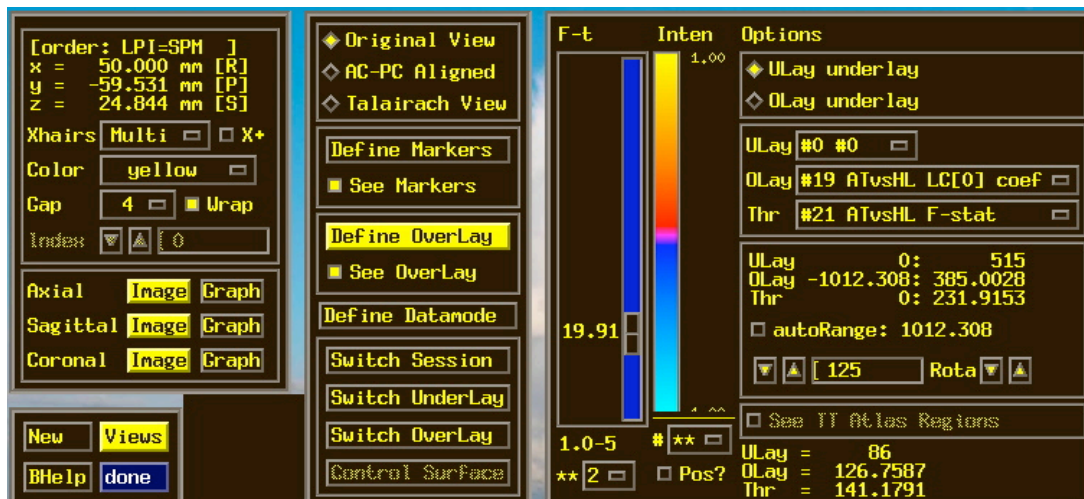 [order: LPI=SPM ]
x = 50.000 mm [R]
y = -59.531 mm [P]
z = 24.844 mm [S]
Xhairs Multi X+
Color yellow
Gap 4 Wrap
Index [ 0
Axial Image Graph
Sagittal Image Graph
Coronal Image Graph
New Views
BHelp done
Original View
AC-PC Aligned
Talairach View
Define Markers
See Markers
Define OverLay
See OverLay
Define Datamode
Switch Session
Switch UnderLay
Switch OverLay
Control Surface
F-t Inten Options
1.00
ULay underlay
OLay underlay
ULay #0 #0
OLay #19 ATvsHL LC[0] coef
Thr #21 ATvsHL F-stat
ULay 0: 515
OLay -1012.308: 385.0028
Thr 0: 231.9153
19.91
autoRange: 1012.308
[ 125 Rota
See TT Atlas Regions
1.0-5 # **
** 2 Pos?
ULay = 86
OLay = 126.7587
Thr = 141.1791